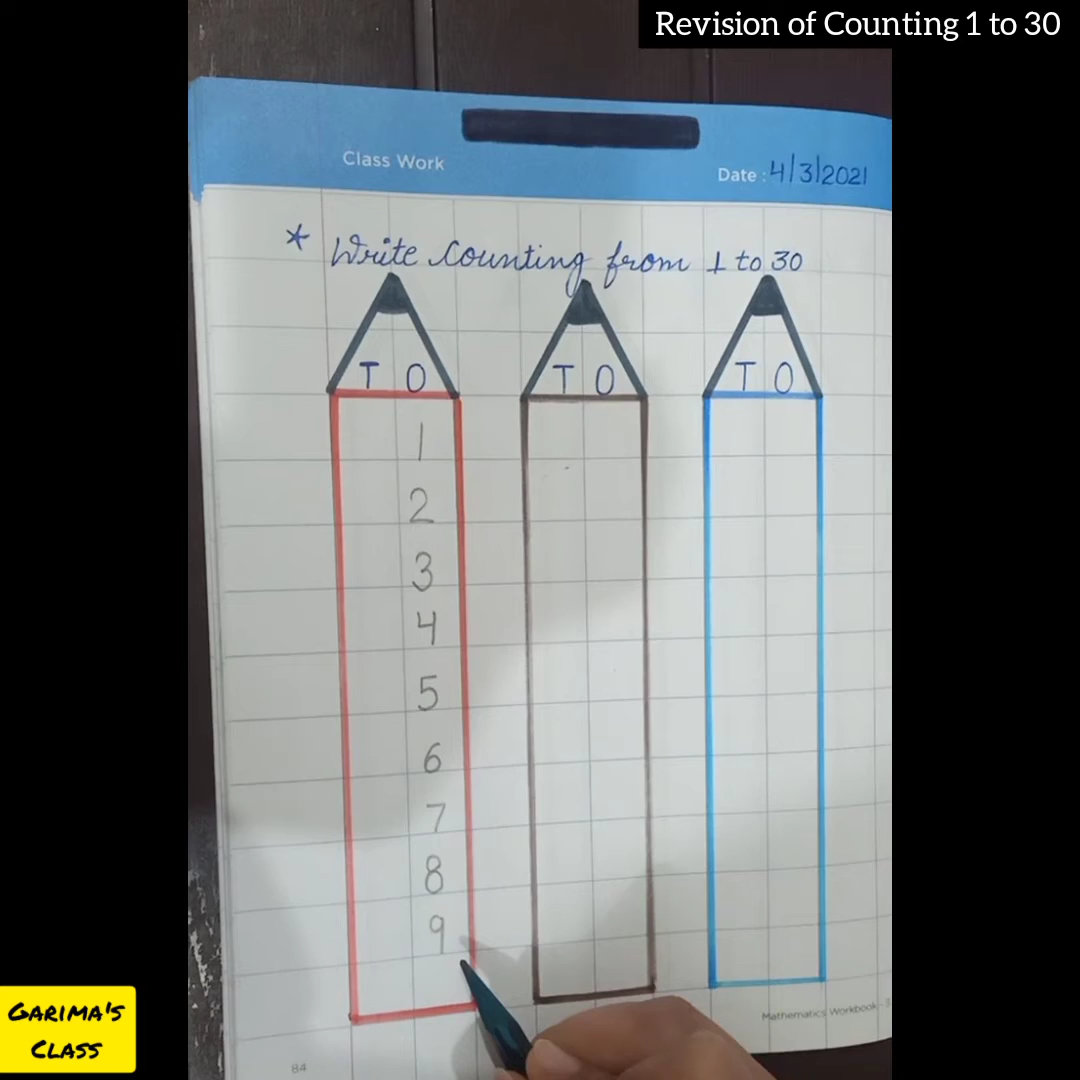 Revision of Counting 1 to 30
Class Work
Date : 4/3/2021
* Write Counting from 1 to 30
T O T O T O
1
2
3
4
5
6
7
8
9
Mathematics Workbook - 3
GARIMA'S
CLASS
84